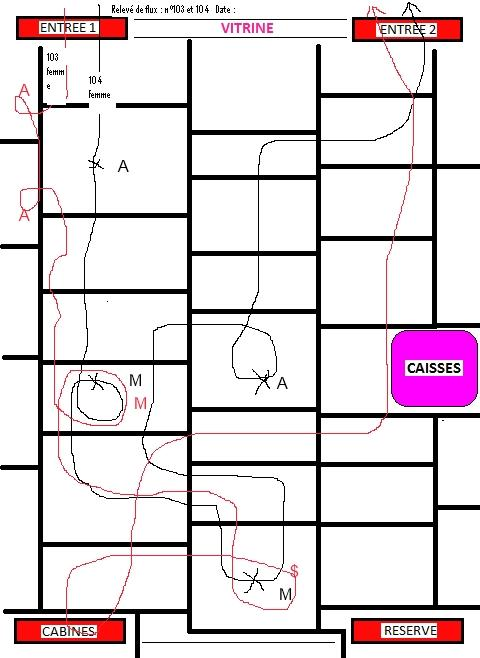 Relevé de flux : n°103 et 104 Date :
ENTREE 1
VITRINE
ENTREE 2
103
femm
e
104
femme
A
A
A
M
M
A
CAISSES
$
M
CABINES
RESERVE